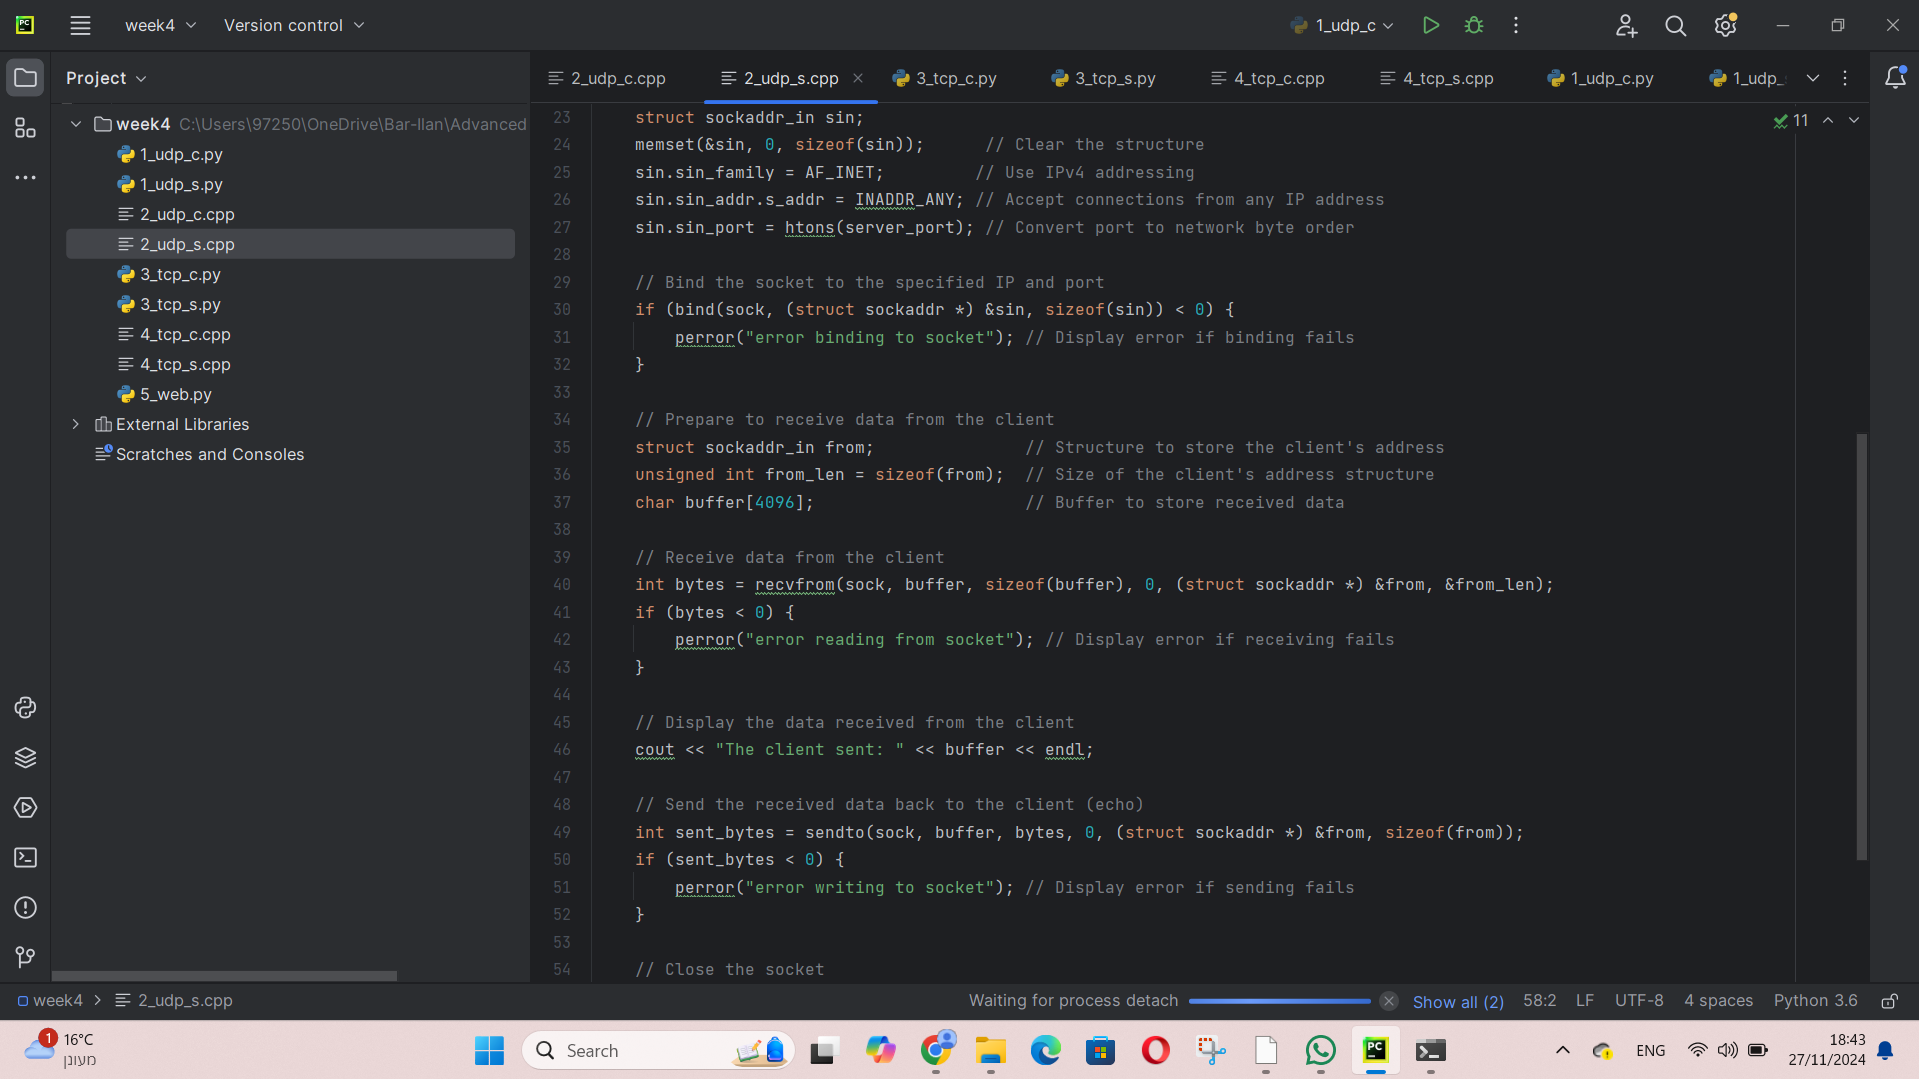 PC
week4
Version control
1_udp_c
Project
2_udp_c.cpp
2_udp_s.cpp
3_tcp_c.py
3_tcp_s.py
4_tcp_c.cpp
4_tcp_s.cpp
1_udp_c.py
1_udp_
week4 C:\Users\97250\OneDrive\Bar-Ilan\Advanced
1_udp_c.py
1_udp_s.py
2_udp_c.cpp
2_udp_s.cpp
3_tcp_c.py
3_tcp_s.py
4_tcp_c.cpp
4_tcp_s.cpp
5_web.py
External Libraries
Scratches and Consoles
11
23 struct sockaddr_in sin;
24 memset(&sin, 0, sizeof(sin)); // Clear the structure
25 sin.sin_family = AF_INET; // Use IPv4 addressing
26 sin.sin_addr.s_addr = INADDR_ANY; // Accept connections from any IP address
27 sin.sin_port = htons(server_port); // Convert port to network byte order
28
29 // Bind the socket to the specified IP and port
30 if (bind(sock, (struct sockaddr *) &sin, sizeof(sin)) < 0) {
31 perror("error binding to socket"); // Display error if binding fails
32 }
33
34 // Prepare to receive data from the client
35 struct sockaddr_in from; // Structure to store the client's address
36 unsigned int from_len = sizeof(from); // Size of the client's address structure
37 char buffer[4096]; // Buffer to store received data
38
39 // Receive data from the client
40 int bytes = recvfrom(sock, buffer, sizeof(buffer), 0, (struct sockaddr *) &from, &from_len);
41 if (bytes < 0) {
42 perror("error reading from socket"); // Display error if receiving fails
43 }
44
45 // Display the data received from the client
46 cout << "The client sent: " << buffer << endl;
47
48 // Send the received data back to the client (echo)
49 int sent_bytes = sendto(sock, buffer, bytes, 0, (struct sockaddr *) &from, sizeof(from));
50 if (sent_bytes < 0) {
51 perror("error writing to socket"); // Display error if sending fails
52 }
53
54 // Close the socket
week4 > 2_udp_s.cpp
Waiting for process detach
Show all (2)
58:2
LF
UTF-8
4 spaces
Python 3.6
1
16°C
מעונן
Search
PC
ENG
18:43
27/11/2024